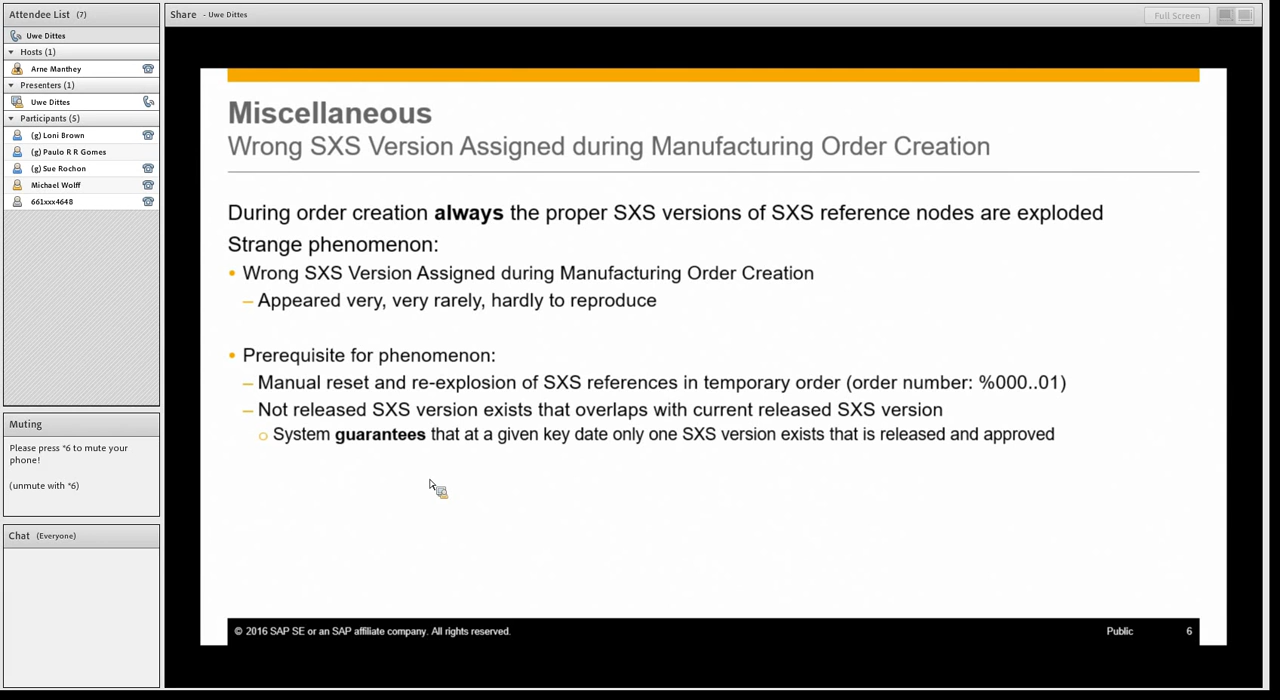 Attendee List (7)
Uwe Dittes
Hosts (1)
Arne Manthey
Presenters (1)
Uwe Dittes
Participants (5)
(g) Loni Brown
(g) Paulo R R Gomes
(g) Sue Rochon
Michael Wolff
661xxx4648
Muting
Please press *6 to mute your
phone!
(unmute with *6)
Chat (Everyone)
Share - Uwe Dittes
Full Screen
Miscellaneous
Wrong SXS Version Assigned during Manufacturing Order Creation
During order creation always the proper SXS versions of SXS reference nodes are exploded
Strange phenomenon:
• Wrong SXS Version Assigned during Manufacturing Order Creation
– Appeared very, very rarely, hardly to reproduce
• Prerequisite for phenomenon:
– Manual reset and re-explosion of SXS references in temporary order (order number: %000..01)
– Not released SXS version exists that overlaps with current released SXS version
o System guarantees that at a given key date only one SXS version exists that is released and approved
© 2016 SAP SE or an SAP affiliate company. All rights reserved.
Public
6